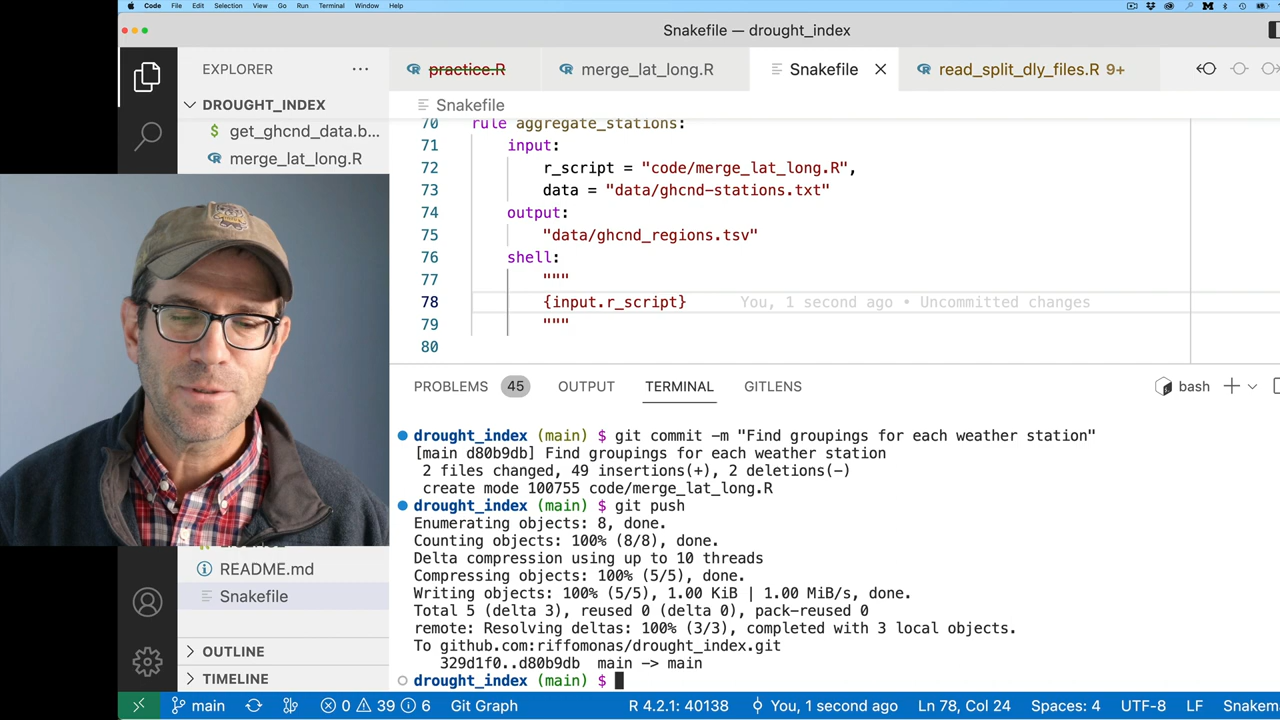 Code File Edit Selection View Go Run Terminal Window Help
Snakefile — drought_index
EXPLORER
practice.R
merge_lat_long.R
Snakefile
read_split_dly_files.R 9+
DROUGHT_INDEX
Snakefile
$ get_ghcnd_data.b...
merge_lat_long.R
70 rule aggregate_stations:
71 input:
72 r_script = "code/merge_lat_long.R",
73 data = "data/ghcnd-stations.txt"
74 output:
75 "data/ghcnd_regions.tsv"
76 shell:
77 """
78 {input.r_script} You, 1 second ago • Uncommitted changes
79 """
80
PROBLEMS 45 OUTPUT TERMINAL GITLENS
bash
drought_index (main) $ git commit -m "Find groupings for each weather station"
[main d80b9db] Find groupings for each weather station
2 files changed, 49 insertions(+), 2 deletions(-)
create mode 100755 code/merge_lat_long.R
drought_index (main) $ git push
Enumerating objects: 8, done.
Counting objects: 100% (8/8), done.
Delta compression using up to 10 threads
Compressing objects: 100% (5/5), done.
Writing objects: 100% (5/5), 1.00 KiB | 1.00 MiB/s, done.
Total 5 (delta 3), reused 0 (delta 0), pack-reused 0
remote: Resolving deltas: 100% (3/3), completed with 3 local objects.
To github.com:riffomonas/drought_index.git
329d1f0..d80b9db main -> main
drought_index (main) $
README.md
Snakefile
OUTLINE
TIMELINE
main 0 39 6 Git Graph R 4.2.1: 40138 You, 1 second ago Ln 78, Col 24 Spaces: 4 UTF-8 LF Snakem